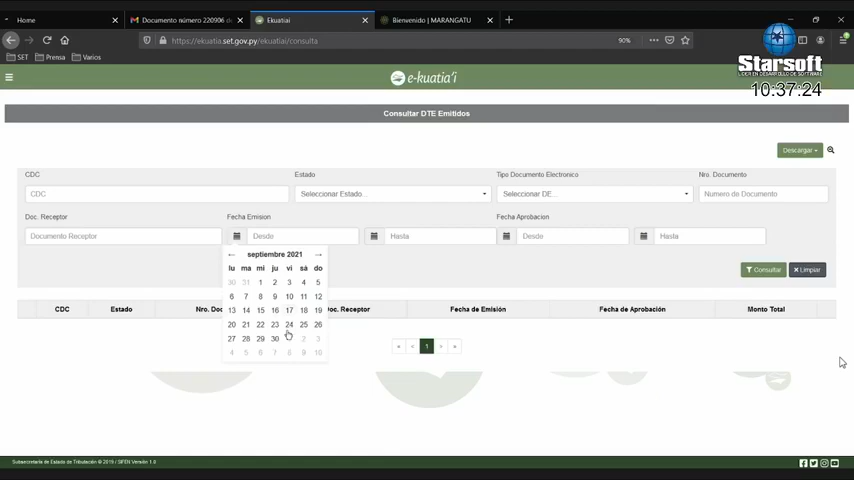 Home
Documento número 220906 d
Ekuatiai
Bienvenido | MARANGATU
https://ekuatia.set.gov.py/ekuatiai/consulta
90%
SET Prensa Varios
Starsoft
LIDER EN DESARROLLO DE SOFTWARE
10:37:24
e-kuatia'i
Consultar DTE Emitidos
Descargar
CDC Estado Tipo Documento Electronico Nro. Documento
CDC Seleccionar Estado... Seleccionar DE... Numero de Documento
Doc. Receptor Fecha Emision Fecha Aprobacion
Documento Receptor Desde Hasta Desde Hasta
← septiembre 2021 →
lu ma mi ju vi sá do
30 31 1 2 3 4 5
6 7 8 9 10 11 12
13 14 15 16 17 18 19
20 21 22 23 24 25 26
27 28 29 30 2 3
4 5 6 7 8 9 10
Consultar Limpiar
CDC Estado Nro. Doc. Receptor Fecha de Emisión Fecha de Aprobación Monto Total
« ‹ 1 › »
Subsecretaría de Estado de Tributación © 2019 / SIFEN Versión 1.0